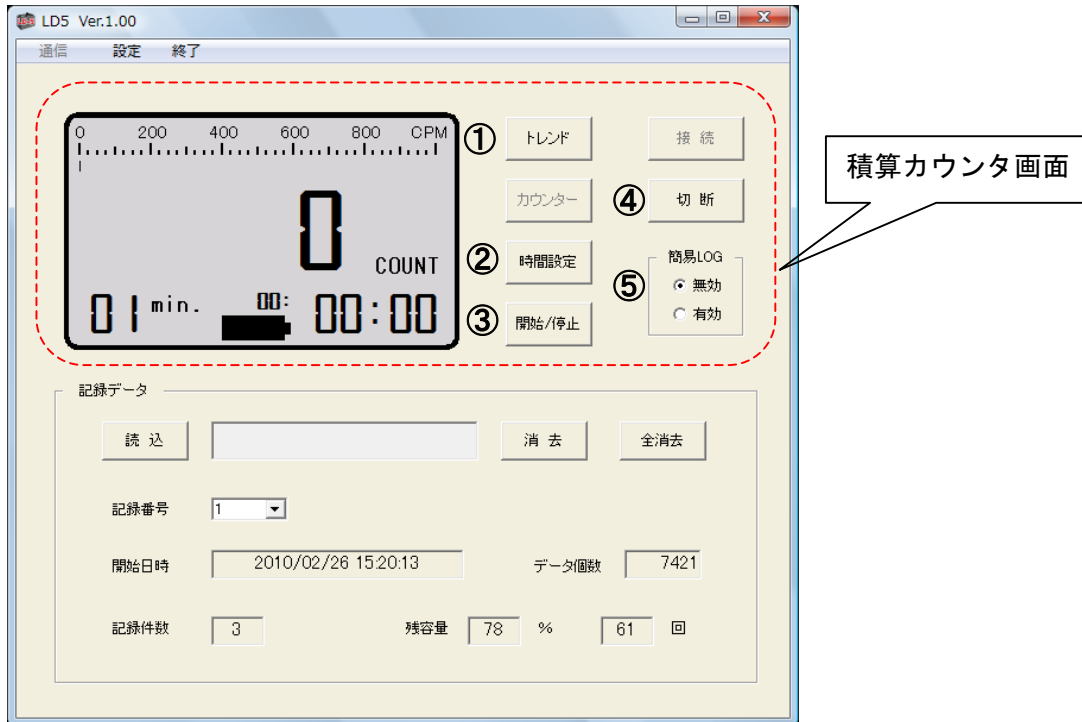 LD5 Ver.1.00
通信 設定 終了
0 200 400 600 800 CPM
0
COUNT
01 min. 00: 00:00
① トレンド
接 続
カウンター
④ 切 断
② 時間設定
③ 開始/停止
簡易LOG
⑤ 無効
有効
積算カウンタ画面
記録データ
読 込
消 去
全消去
記録番号 1
開始日時 2010/02/26 15:20:13
データ個数 7421
記録件数 3
残容量 78 % 61 回